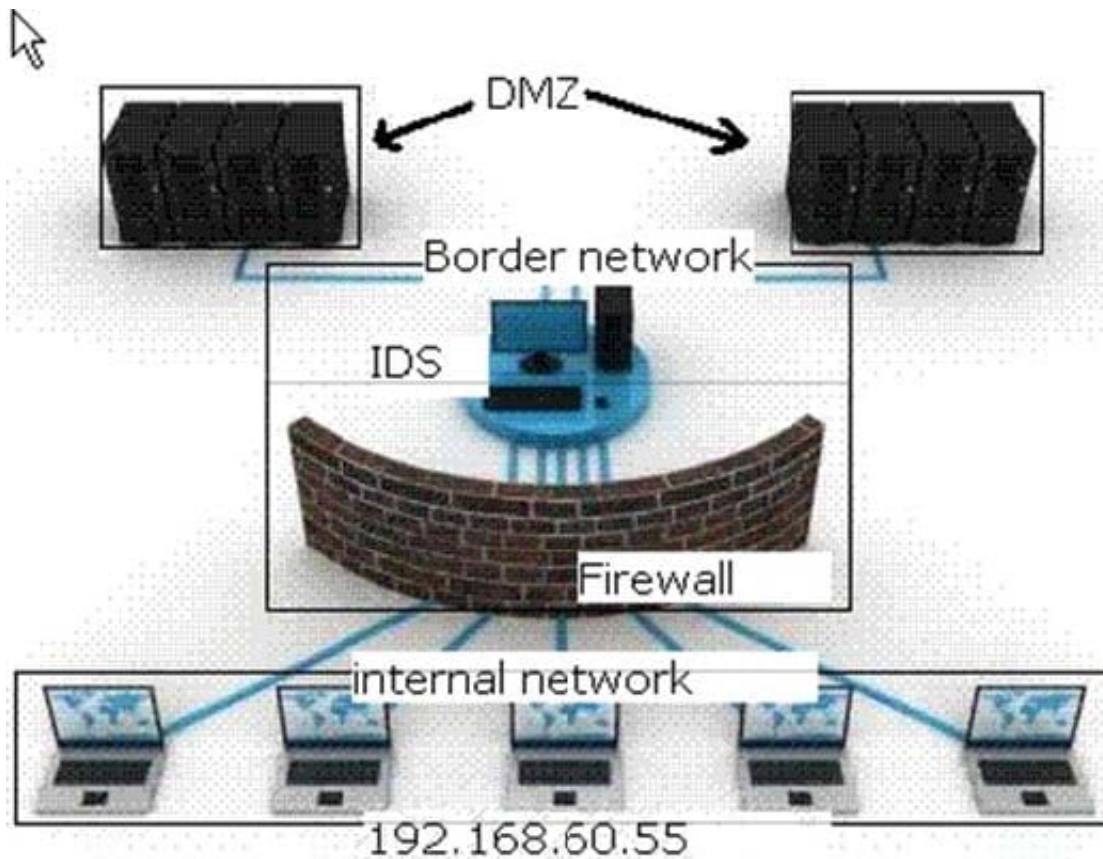 DMZ
Border network
IDS
Firewall
internal network
192.168.60.55